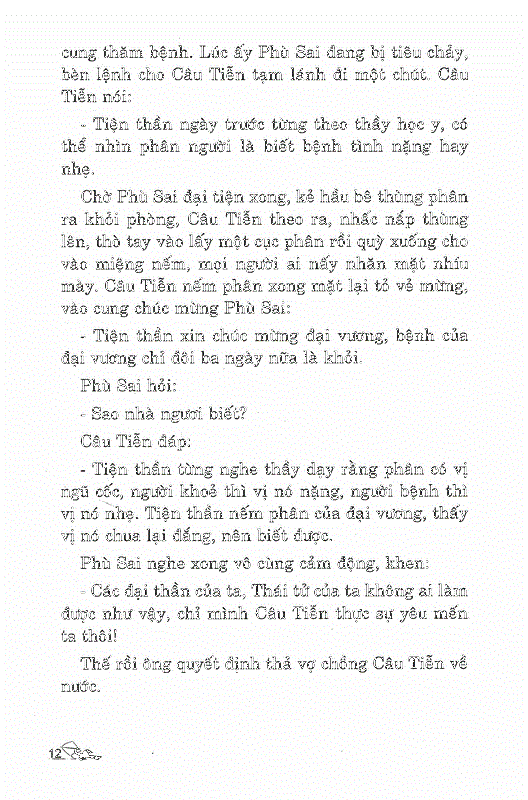 cung thăm bệnh. Lúc ấy Phù Sai đang bị tiêu chảy,
bèn lệnh cho Câu Tiễn tạm lánh đi một chút. Câu
Tiễn nói:
- Tiện thần ngày trước từng theo thầy học y, có
thể nhìn phân người là biết bệnh tình nặng hay
nhẹ.
Chờ Phù Sai đại tiện xong, kẻ hầu bê thùng phân
ra khỏi phòng, Câu Tiễn theo ra, nhấc nắp thùng
lên, thò tay vào lấy một cục phân rồi quỳ xuống cho
vào miệng nếm, mọi người ai nấy nhăn mặt nhíu
mày. Câu Tiễn nếm phân xong mặt lại tỏ vẻ mừng,
vào cung chúc mừng Phù Sai:
- Tiện thần xin chúc mừng đại vương, bệnh của
đại vương chỉ đôi ba ngày nữa là khỏi.
Phù Sai hỏi:
- Sao nhà ngươi biết?
Câu Tiễn đáp:
- Tiện thần từng nghe thầy dạy rằng phân có vị
ngũ cốc, người khoẻ thì vị nó nặng, người bệnh thì
vị nó nhẹ. Tiện thần nếm phân của đại vương, thấy
vị nó chua lại đắng, nên biết được.
Phù Sai nghe xong vô cùng cảm động, khen:
- Các đại thần của ta, Thái tử của ta không ai làm
được như vậy, chỉ mình Câu Tiễn thực sự yêu mến
ta thôi!
Thế rồi ông quyết định thả vợ chồng Câu Tiễn về
nước.
12